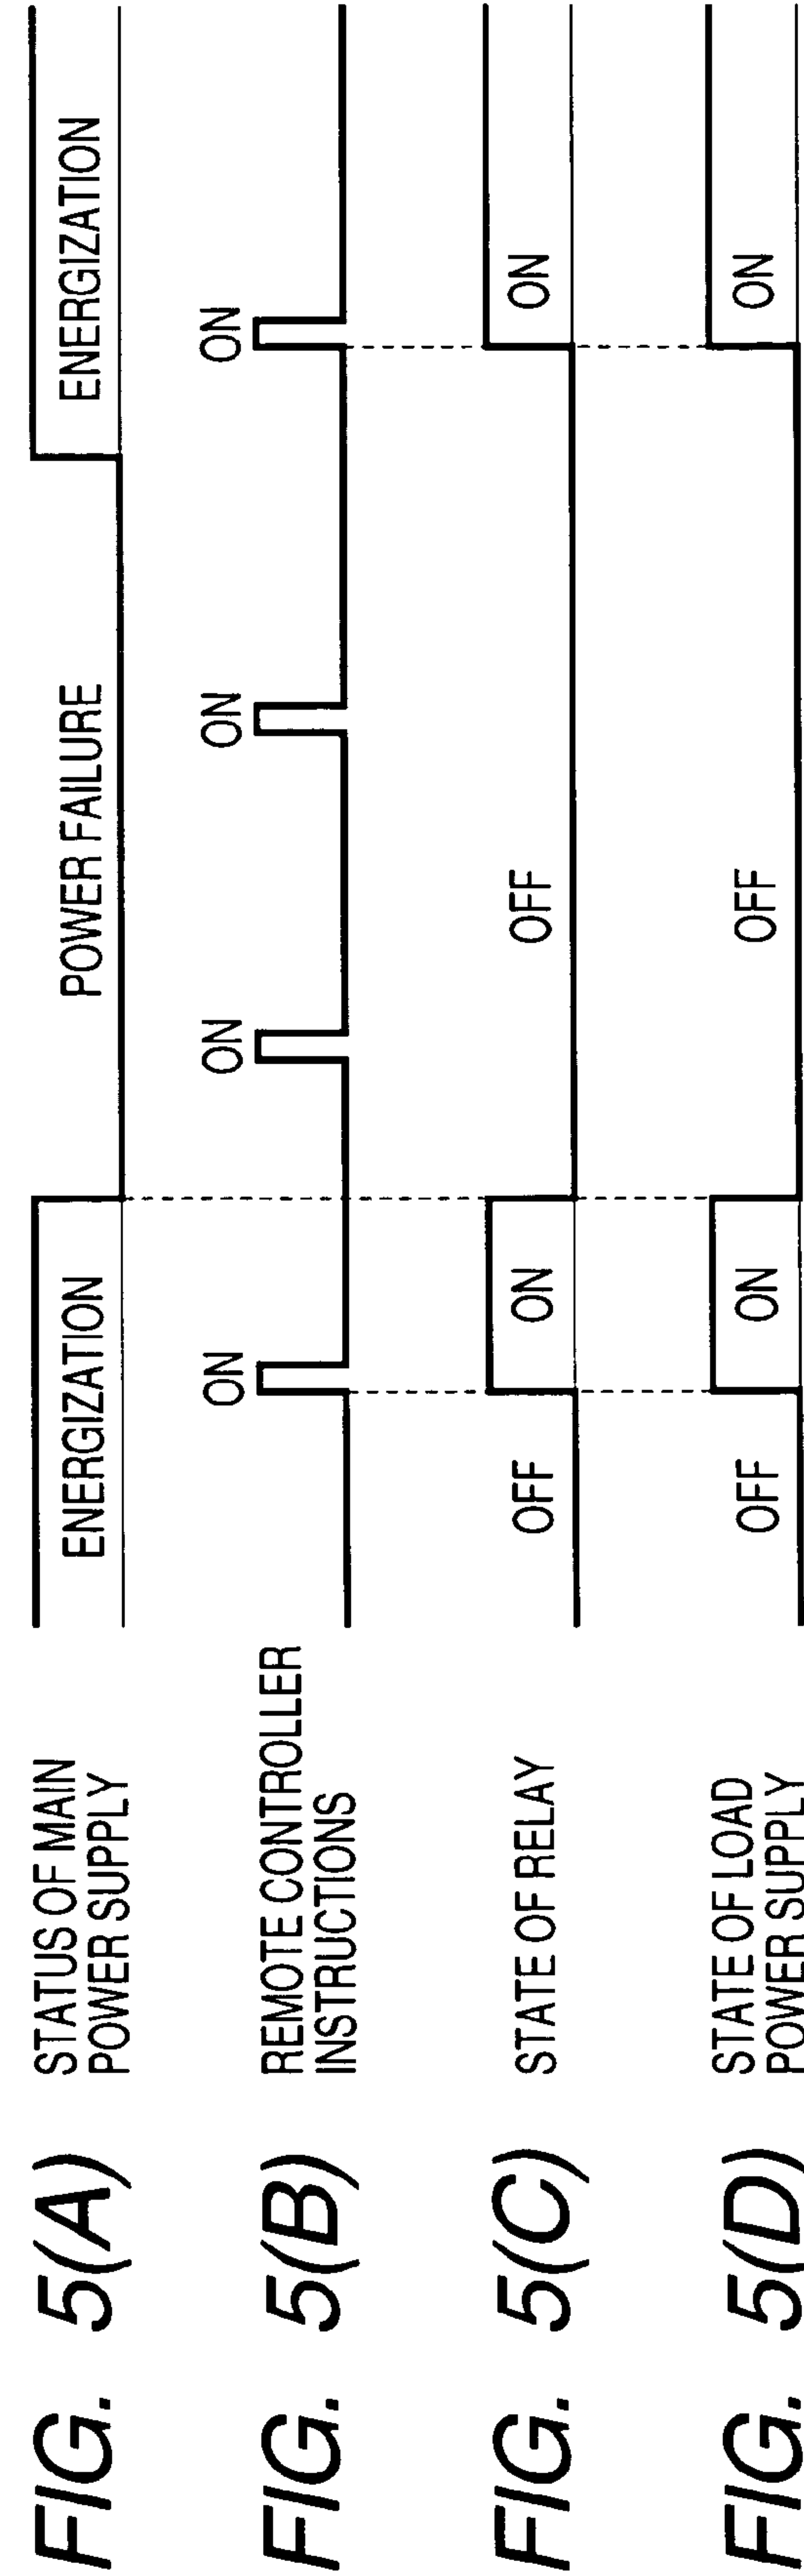 FIG. 5(A)
STATUS OF MAIN
POWER SUPPLY
ENERGIZATION
POWER FAILURE
ENERGIZATION
FIG. 5(B)
REMOTE CONTROLLER
INSTRUCTIONS
ON
ON
ON
ON
FIG. 5(C)
STATE OF RELAY
OFF
ON
OFF
ON
FIG. 5(D)
STATE OF LOAD
POWER SUPPLY
OFF
ON
OFF
ON